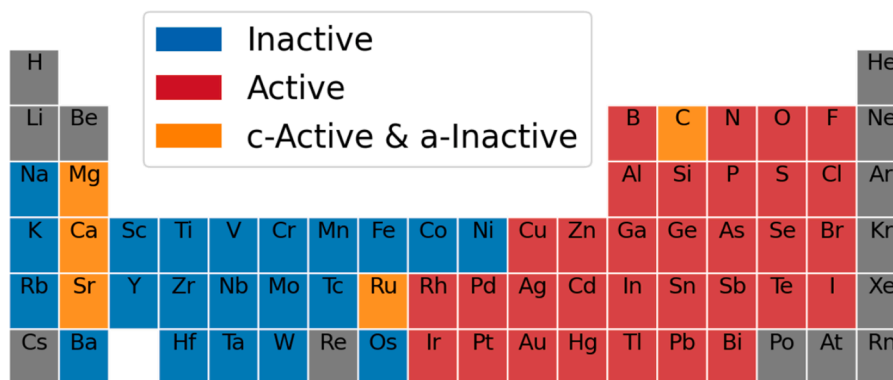 Inactive
Active
c-Active & a-Inactive
H He
Li Be B C N O F Ne
Na Mg Al Si P S Cl Ar
K Ca Sc Ti V Cr Mn Fe Co Ni Cu Zn Ga Ge As Se Br Kr
Rb Sr Y Zr Nb Mo Tc Ru Rh Pd Ag Cd In Sn Sb Te I Xe
Cs Ba Hf Ta W Re Os Ir Pt Au Hg Tl Pb Bi Po At Rn